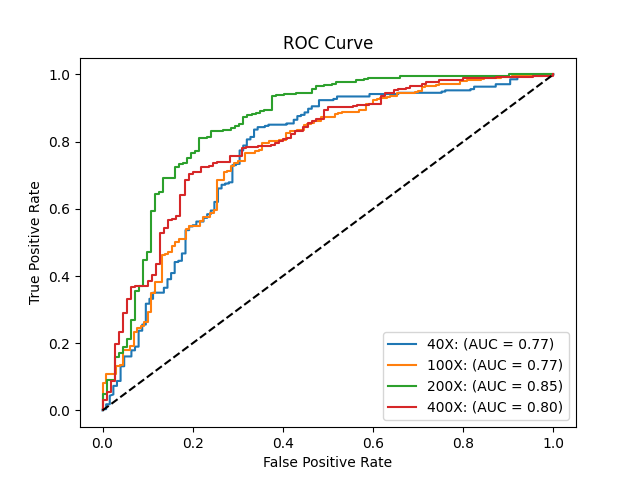 ROC Curve
1.0
0.8
0.6
0.4
0.2
0.0
True Positive Rate
0.0 0.2 0.4 0.6 0.8 1.0
False Positive Rate
40X: (AUC = 0.77)
100X: (AUC = 0.77)
200X: (AUC = 0.85)
400X: (AUC = 0.80)